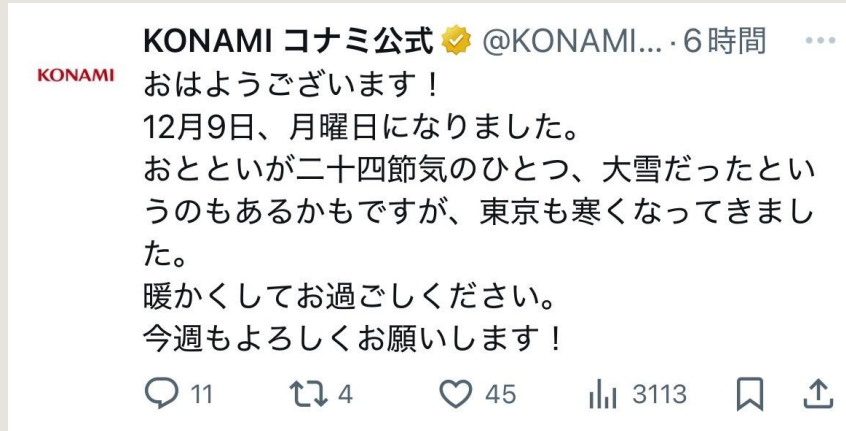 KONAMI コナミ公式 @KONAMI... · 6時間
KONAMI
おはようございます！
12月9日、月曜日になりました。
おとといが二十四節気のひとつ、大雪だったとい
うのもあるかもですが、東京も寒くなってきまし
た。
暖かくしてお過ごしください。
今週もよろしくお願いします！
11 4 45 3113